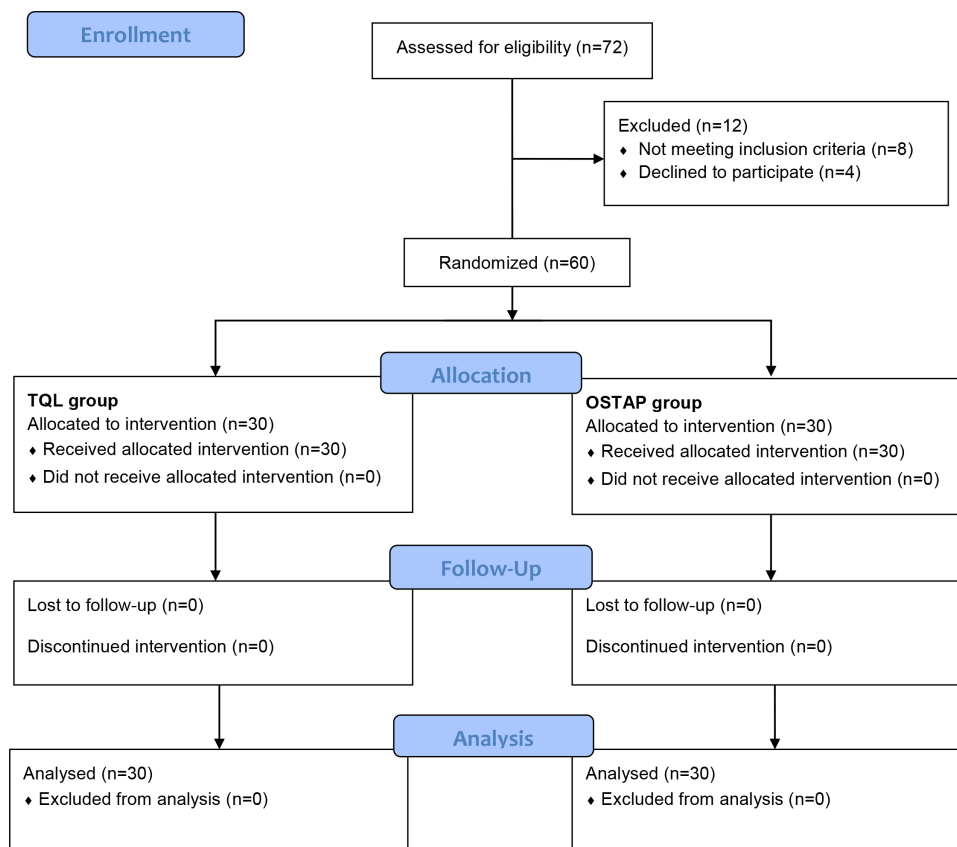 Enrollment
Assessed for eligibility (n=72)
Excluded (n=12)
♦ Not meeting inclusion criteria (n=8)
♦ Declined to participate (n=4)
Randomized (n=60)
Allocation
TQL group
Allocated to intervention (n=30)
♦ Received allocated intervention (n=30)
♦ Did not receive allocated intervention (n=0)
OSTAP group
Allocated to intervention (n=30)
♦ Received allocated intervention (n=30)
♦ Did not receive allocated intervention (n=0)
Follow-Up
Lost to follow-up (n=0)
Discontinued intervention (n=0)
Lost to follow-up (n=0)
Discontinued intervention (n=0)
Analysis
Analysed (n=30)
♦ Excluded from analysis (n=0)
Analysed (n=30)
♦ Excluded from analysis (n=0)